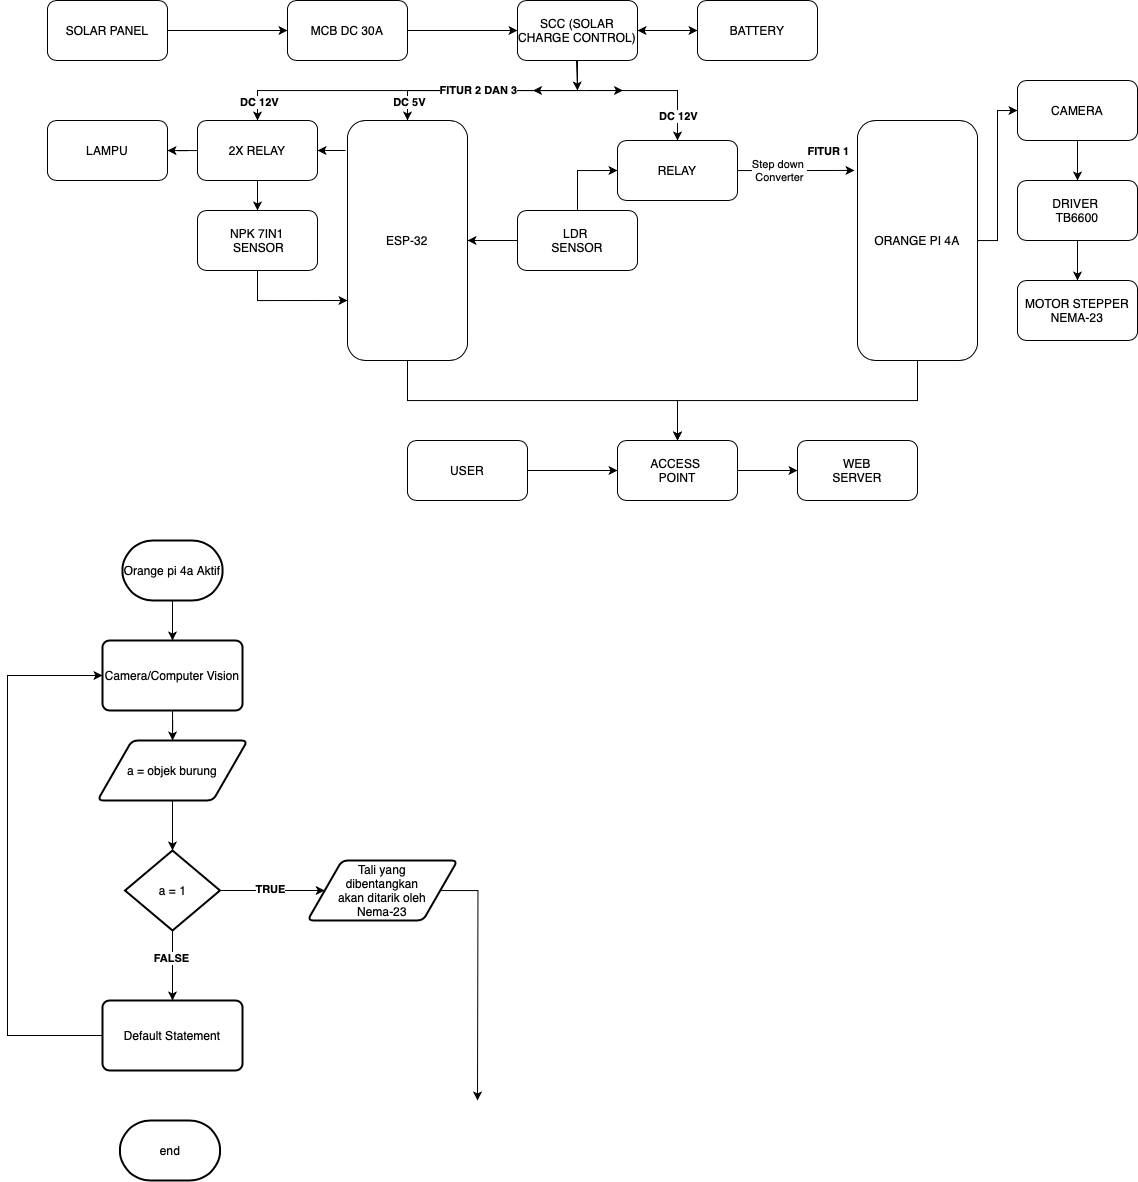 SOLAR PANEL
MCB DC 30A
SCC (SOLAR
CHARGE CONTROL)
BATTERY
FITUR 2 DAN 3
DC 12V
DC 5V
DC 12V
CAMERA
LAMPU
2X RELAY
FITUR 1
RELAY
Step down
Converter
DRIVER
TB6600
NPK 7IN1
SENSOR
ESP-32
LDR
SENSOR
ORANGE PI 4A
MOTOR STEPPER
NEMA-23
USER
ACCESS
POINT
WEB
SERVER
Orange pi 4a Aktif
Camera/Computer Vision
a = objek burung
a = 1
TRUE
Tali yang
dibentangkan
akan ditarik oleh
Nema-23
FALSE
Default Statement
end